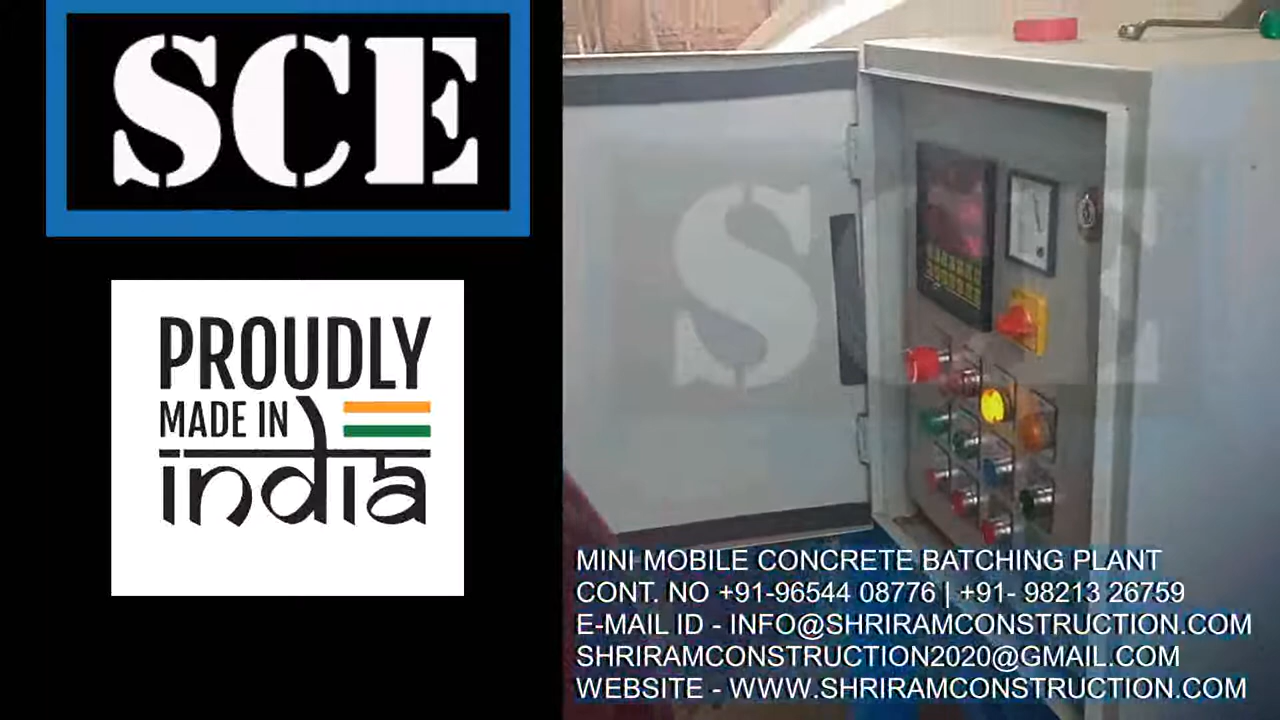 SCE
PROUDLY
MADE IN
india
SCE
MINI MOBILE CONCRETE BATCHING PLANT
CONT. NO +91-96544 08776 | +91- 98213 26759
E-MAIL ID - INFO@SHRIRAMCONSTRUCTION.COM
SHRIRAMCONSTRUCTION2020@GMAIL.COM
WEBSITE - WWW.SHRIRAMCONSTRUCTION.COM